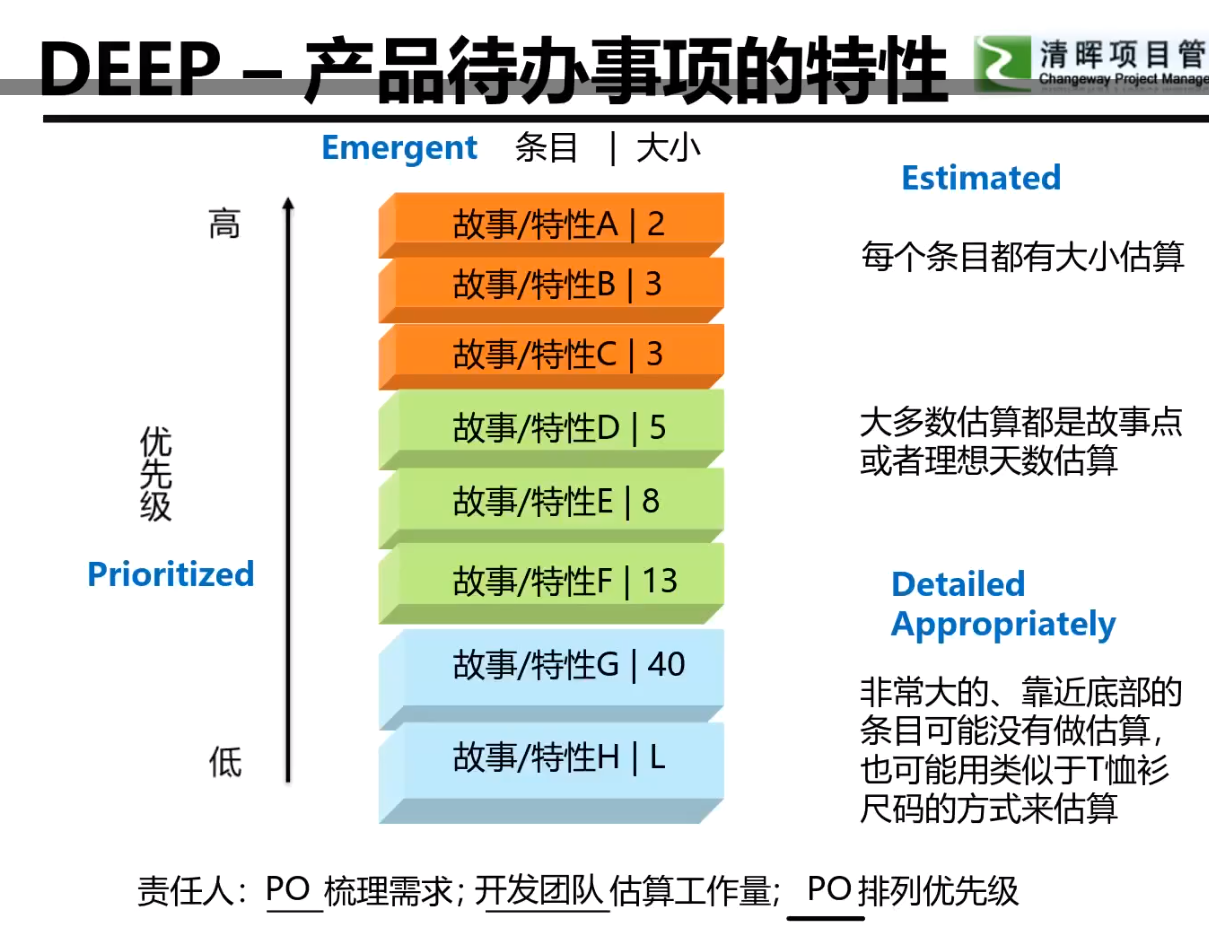 DEEP – 产品待办事项的特性
清晖项目管
Changeway Project Manage
Emergent 条目 | 大小
Estimated
高
故事/特性A | 2
每个条目都有大小估算
故事/特性B | 3
故事/特性C | 3
故事/特性D | 5
大多数估算都是故事点
或者理想天数估算
优先级
故事/特性E | 8
Prioritized
故事/特性F | 13
Detailed
Appropriately
故事/特性G | 40
非常大的、靠近底部的
条目可能没有做估算，
也可能用类似于T恤衫
尺码的方式来估算
低
故事/特性H | L
责任人：PO 梳理需求；开发团队 估算工作量； PO 排列优先级